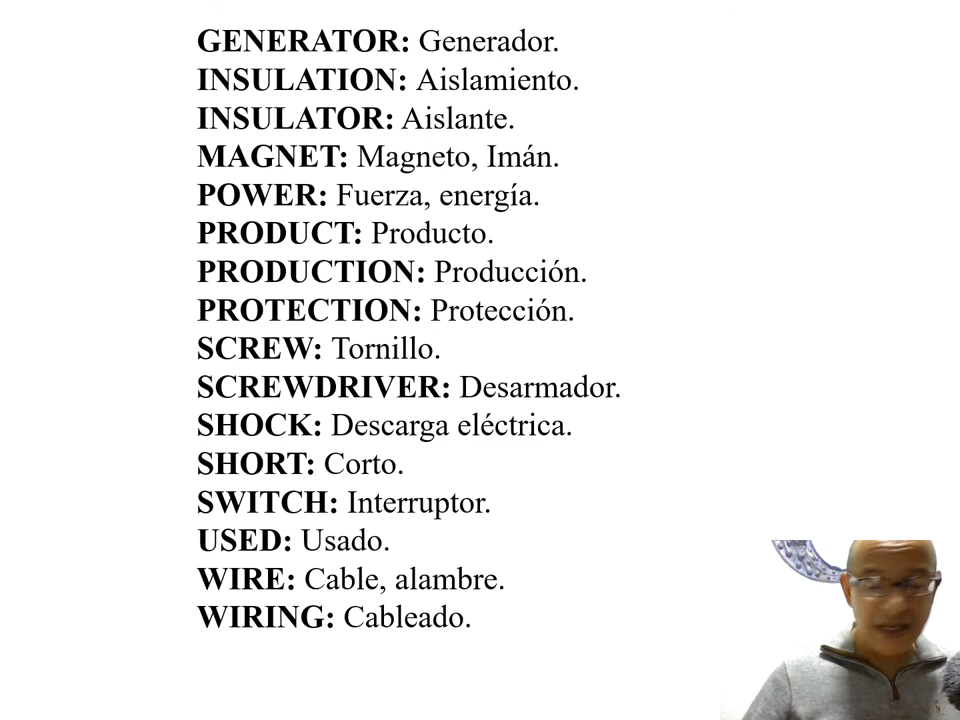 GENERATOR: Generador.
INSULATION: Aislamiento.
INSULATOR: Aislante.
MAGNET: Magneto, Imán.
POWER: Fuerza, energía.
PRODUCT: Producto.
PRODUCTION: Producción.
PROTECTION: Protección.
SCREW: Tornillo.
SCREWDRIVER: Desarmador.
SHOCK: Descarga eléctrica.
SHORT: Corto.
SWITCH: Interruptor.
USED: Usado.
WIRE: Cable, alambre.
WIRING: Cableado.